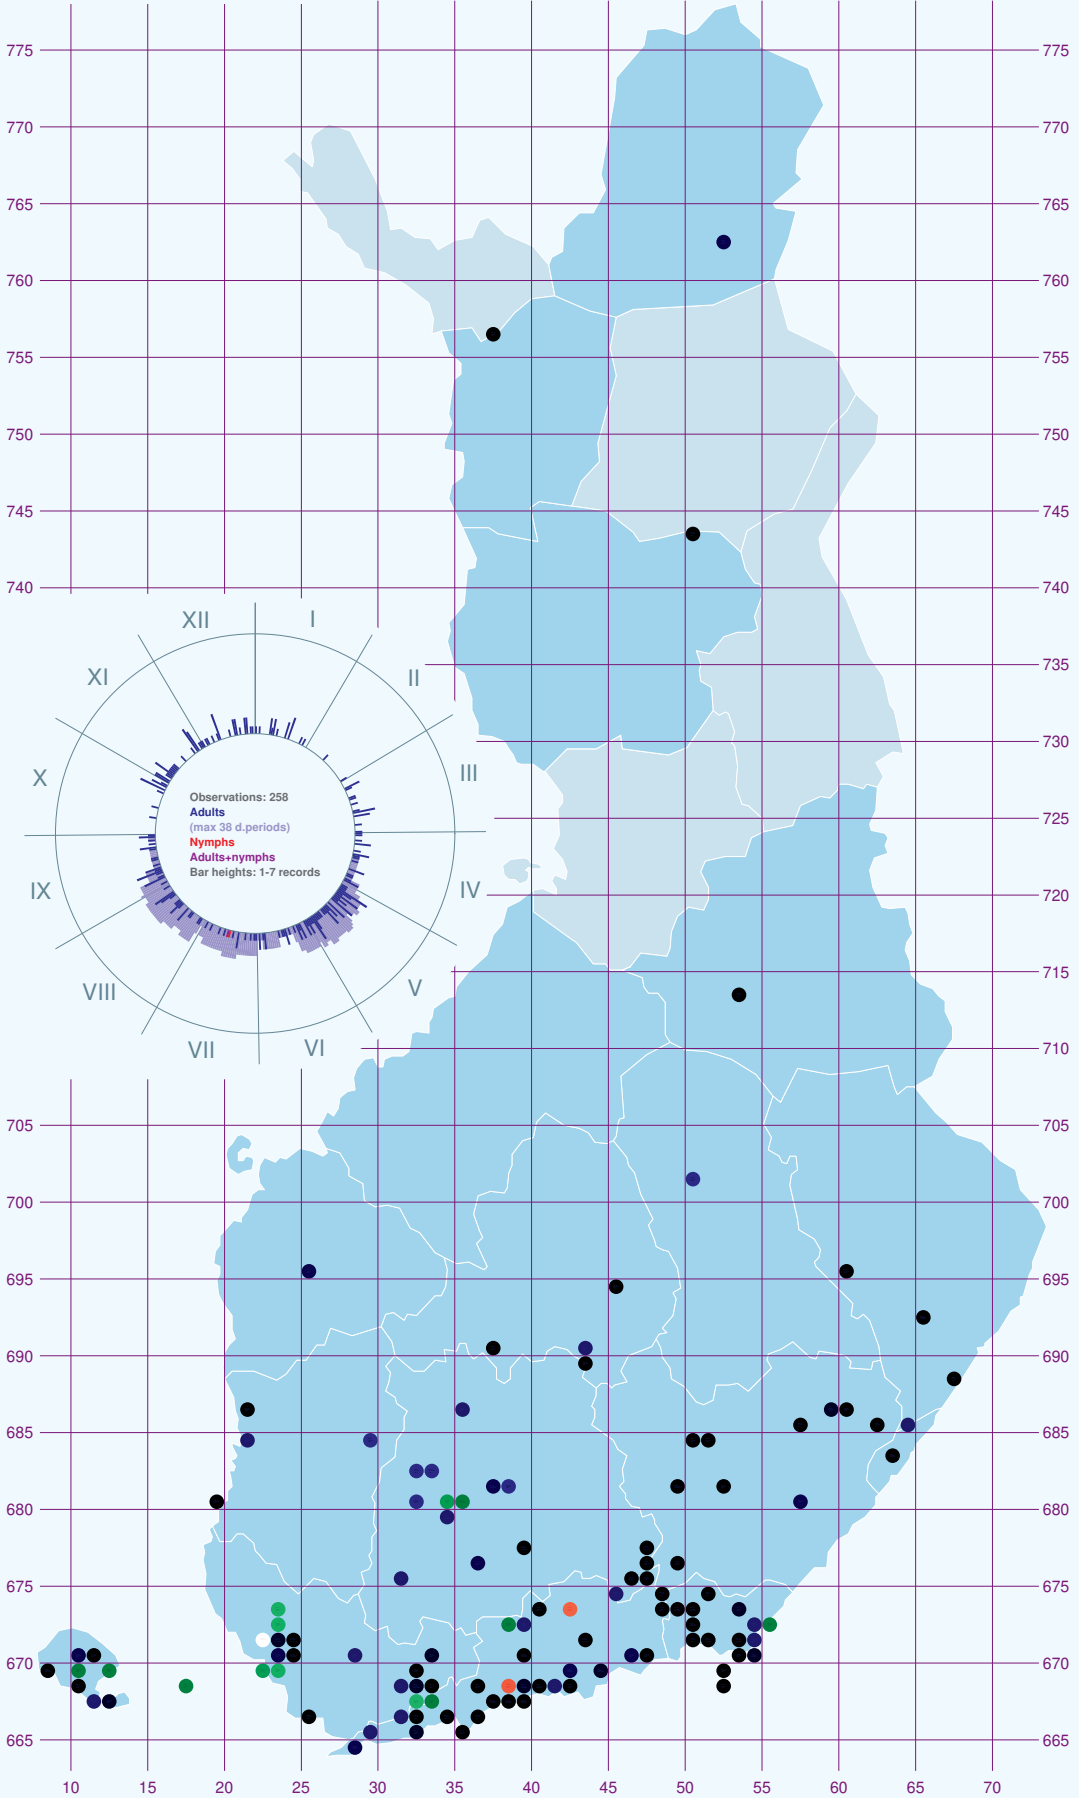 775 775
770 770
765 765
760 760
755 755
750 750
745 745
740 740
XII I
XI II
735 735
730 730
X III
Observations: 258
Adults
725 725
(max 38 d.periods)
Nymphs
Adults+nymphs
Bar heights: 1-7 records
IX IV
720 720
715 715
VIII V
VII VI
710 710
705 705
700 700
695 695
690 690
685 685
680 680
675 675
670 670
665 665
10 15 20 25 30 35 40 45 50 55 60 65 70